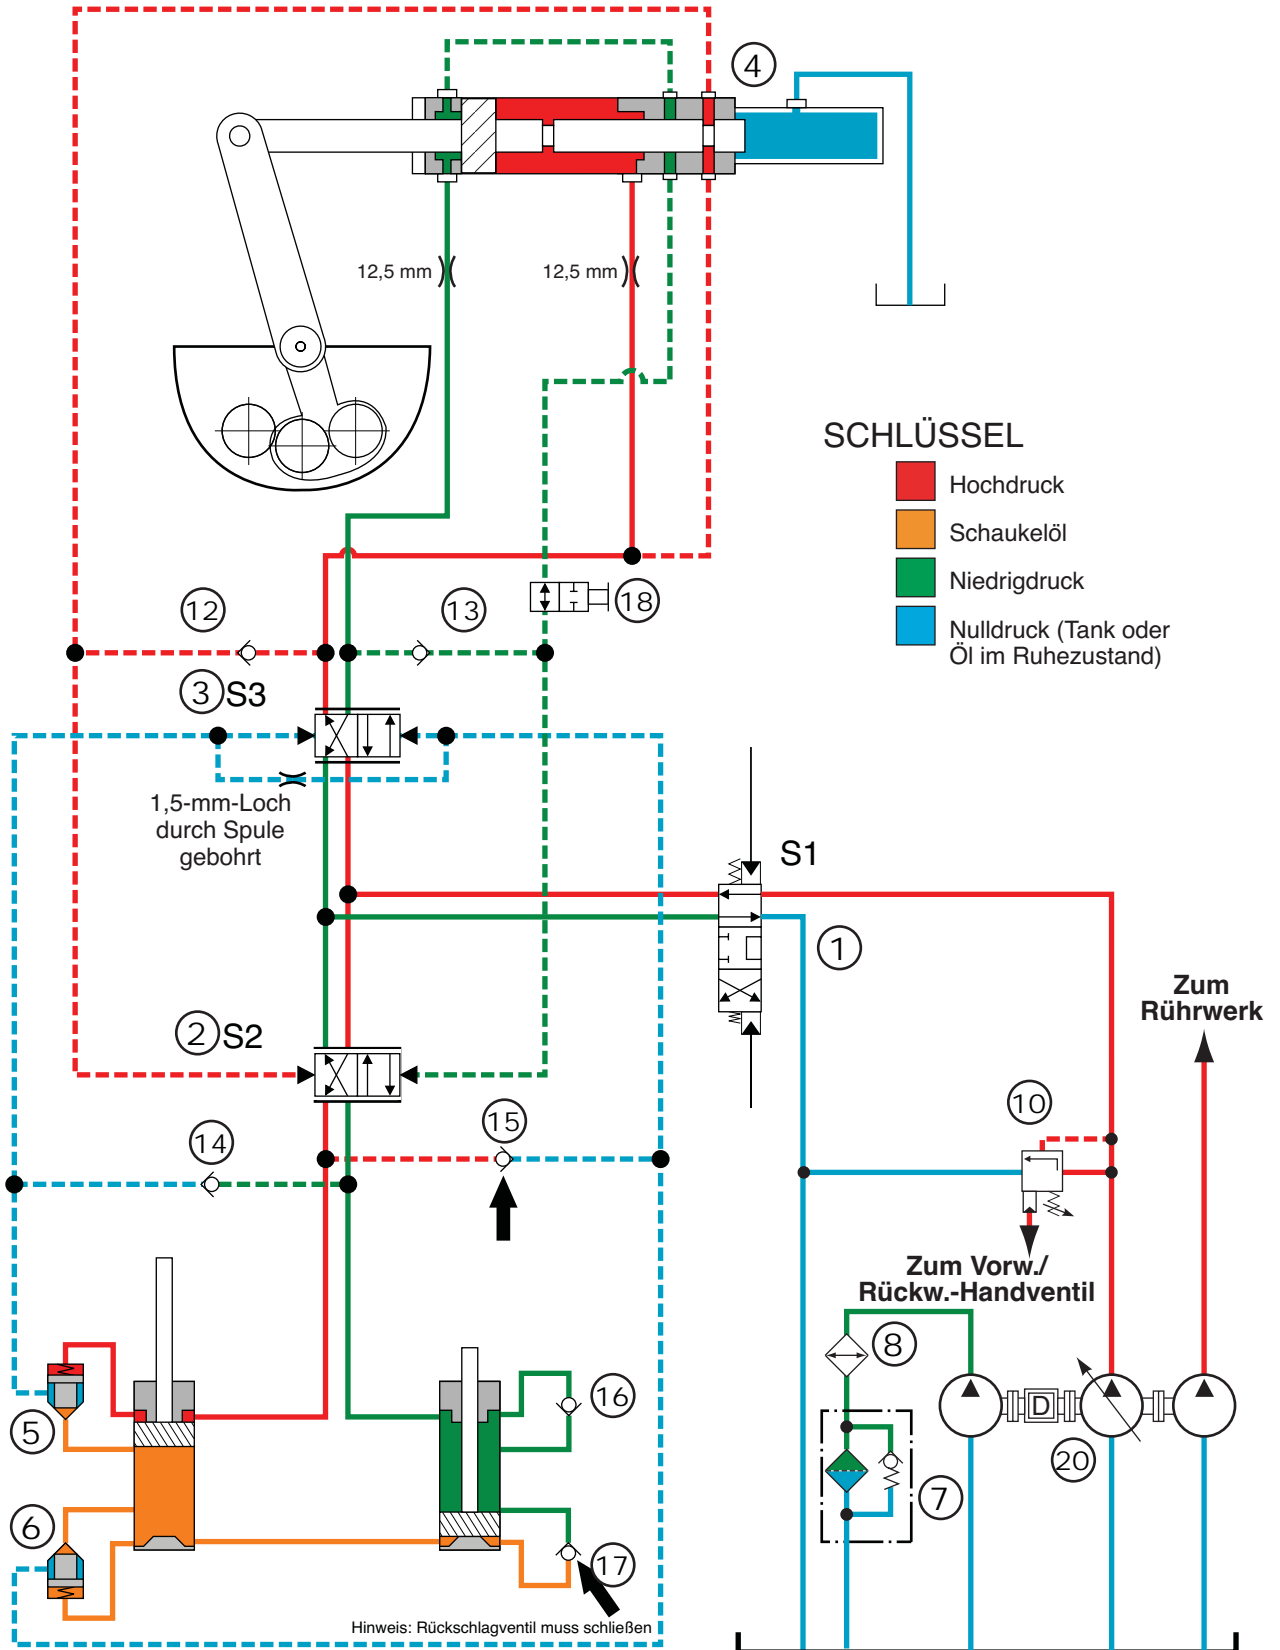 4
12,5 mm
12,5 mm
SCHLÜSSEL
Hochdruck
Schaukelöl
Niedrigdruck
Nulldruck (Tank oder
Öl im Ruhezustand)
18
12
13
3 S3
1,5-mm-Loch
durch Spule
gebohrt
S1
1
Zum
Rührwerk
2 S2
10
15
14
Zum Vorw./
Rückw.-Handventil
8
16
5
D
20
7
6
17
Hinweis: Rückschlagventil muss schließen